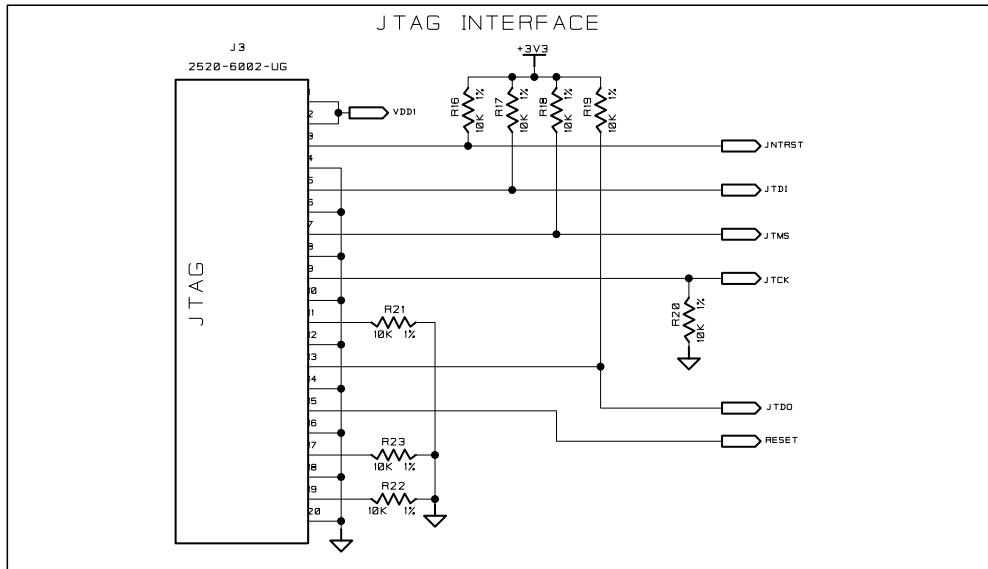 JTAG INTERFACE
J3
2520-6002-UG
+3V3
R16 10K 1%
R17 10K 1%
R18 10K 1%
R19 10K 1%
1
VDD1
2
3
JNTRST
4
5
JTDI
6
7
JTMS
8
9
JTCK
JTAG
10
R20 10K 1%
11
R21
10K 1%
12
13
14
JTDO
15
RESET
16
17
R23
10K 1%
18
19
R22
10K 1%
20